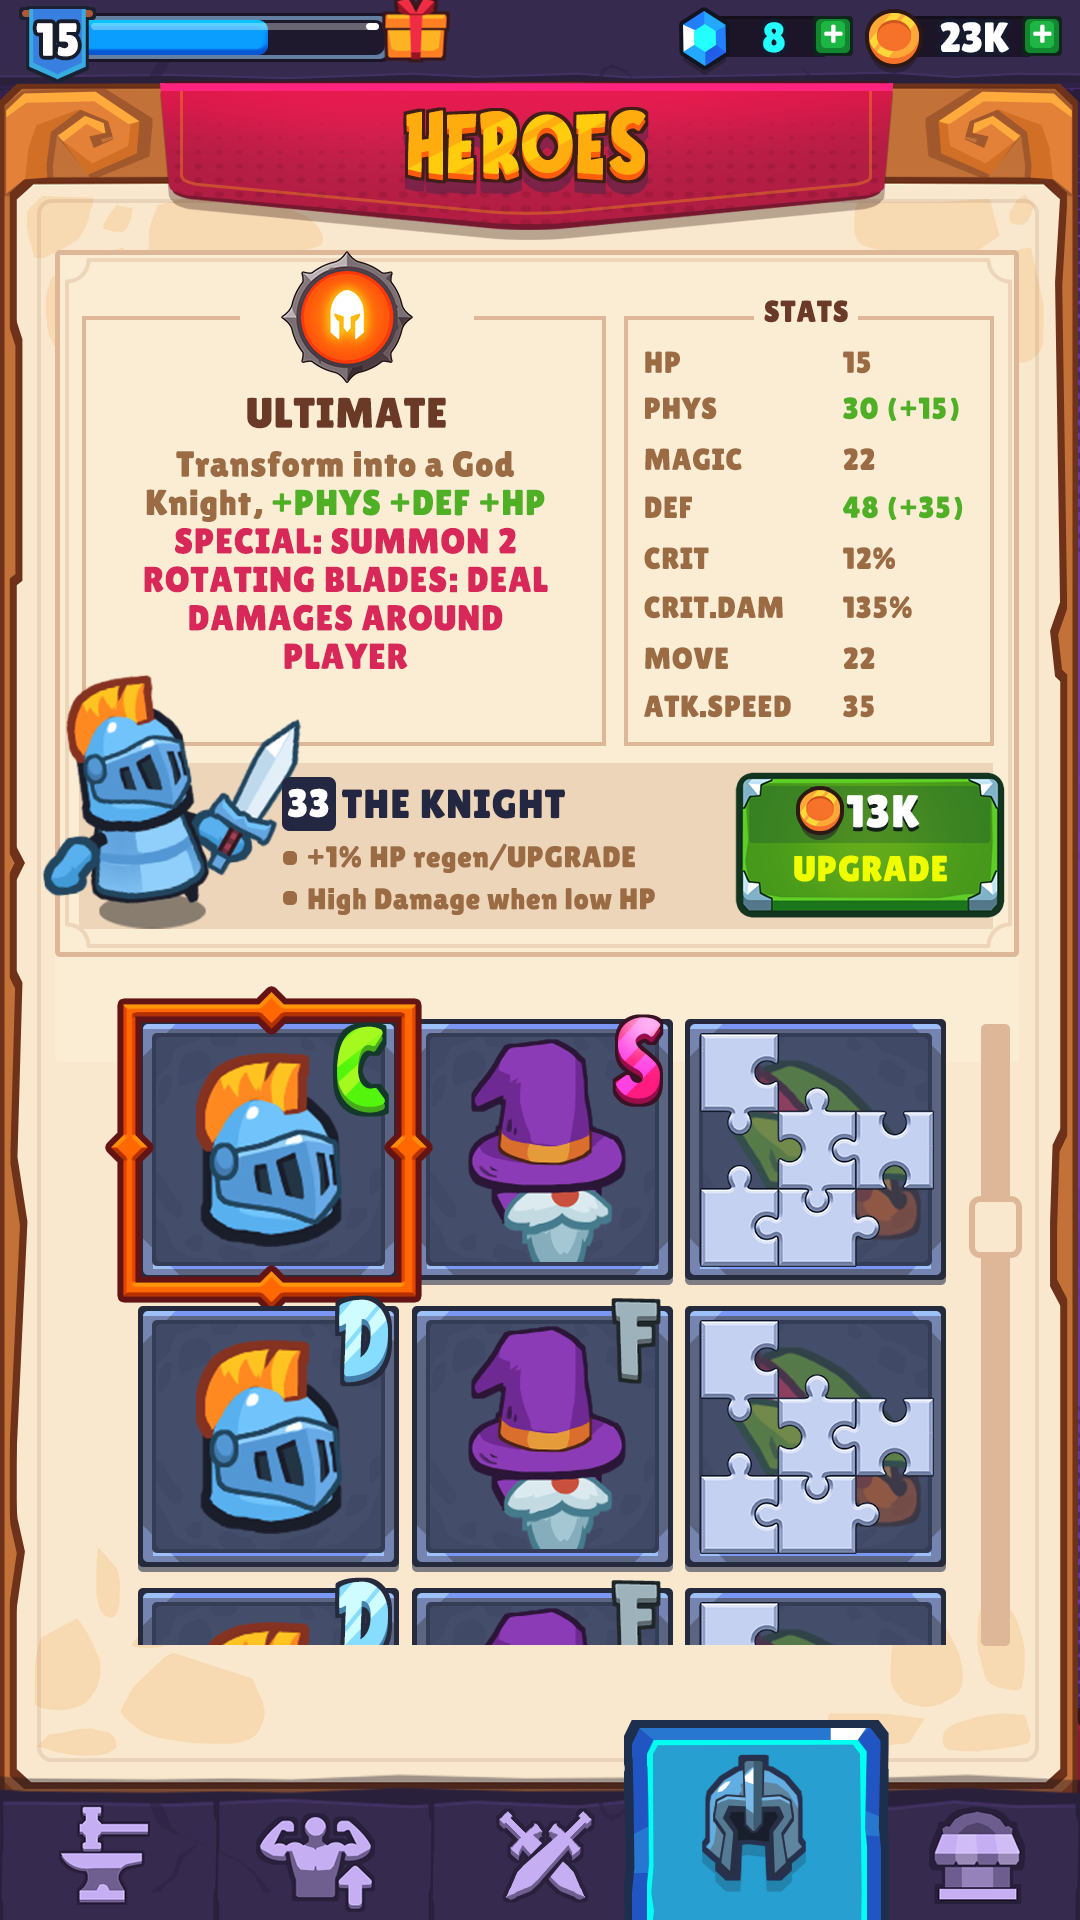 15
8
23K
HEROES
ULTIMATE
Transform into a God
Knight, +PHYS +DEF +HP
SPECIAL: SUMMON 2
ROTATING BLADES: DEAL
DAMAGES AROUND
PLAYER
STATS
HP 15
PHYS 30 (+15)
MAGIC 22
DEF 48 (+35)
CRIT 12%
CRIT.DAM 135%
MOVE 22
ATK.SPEED 35
33 THE KNIGHT
+1% HP regen/UPGRADE
High Damage when low HP
13K
UPGRADE
C
S
D
F
D
F